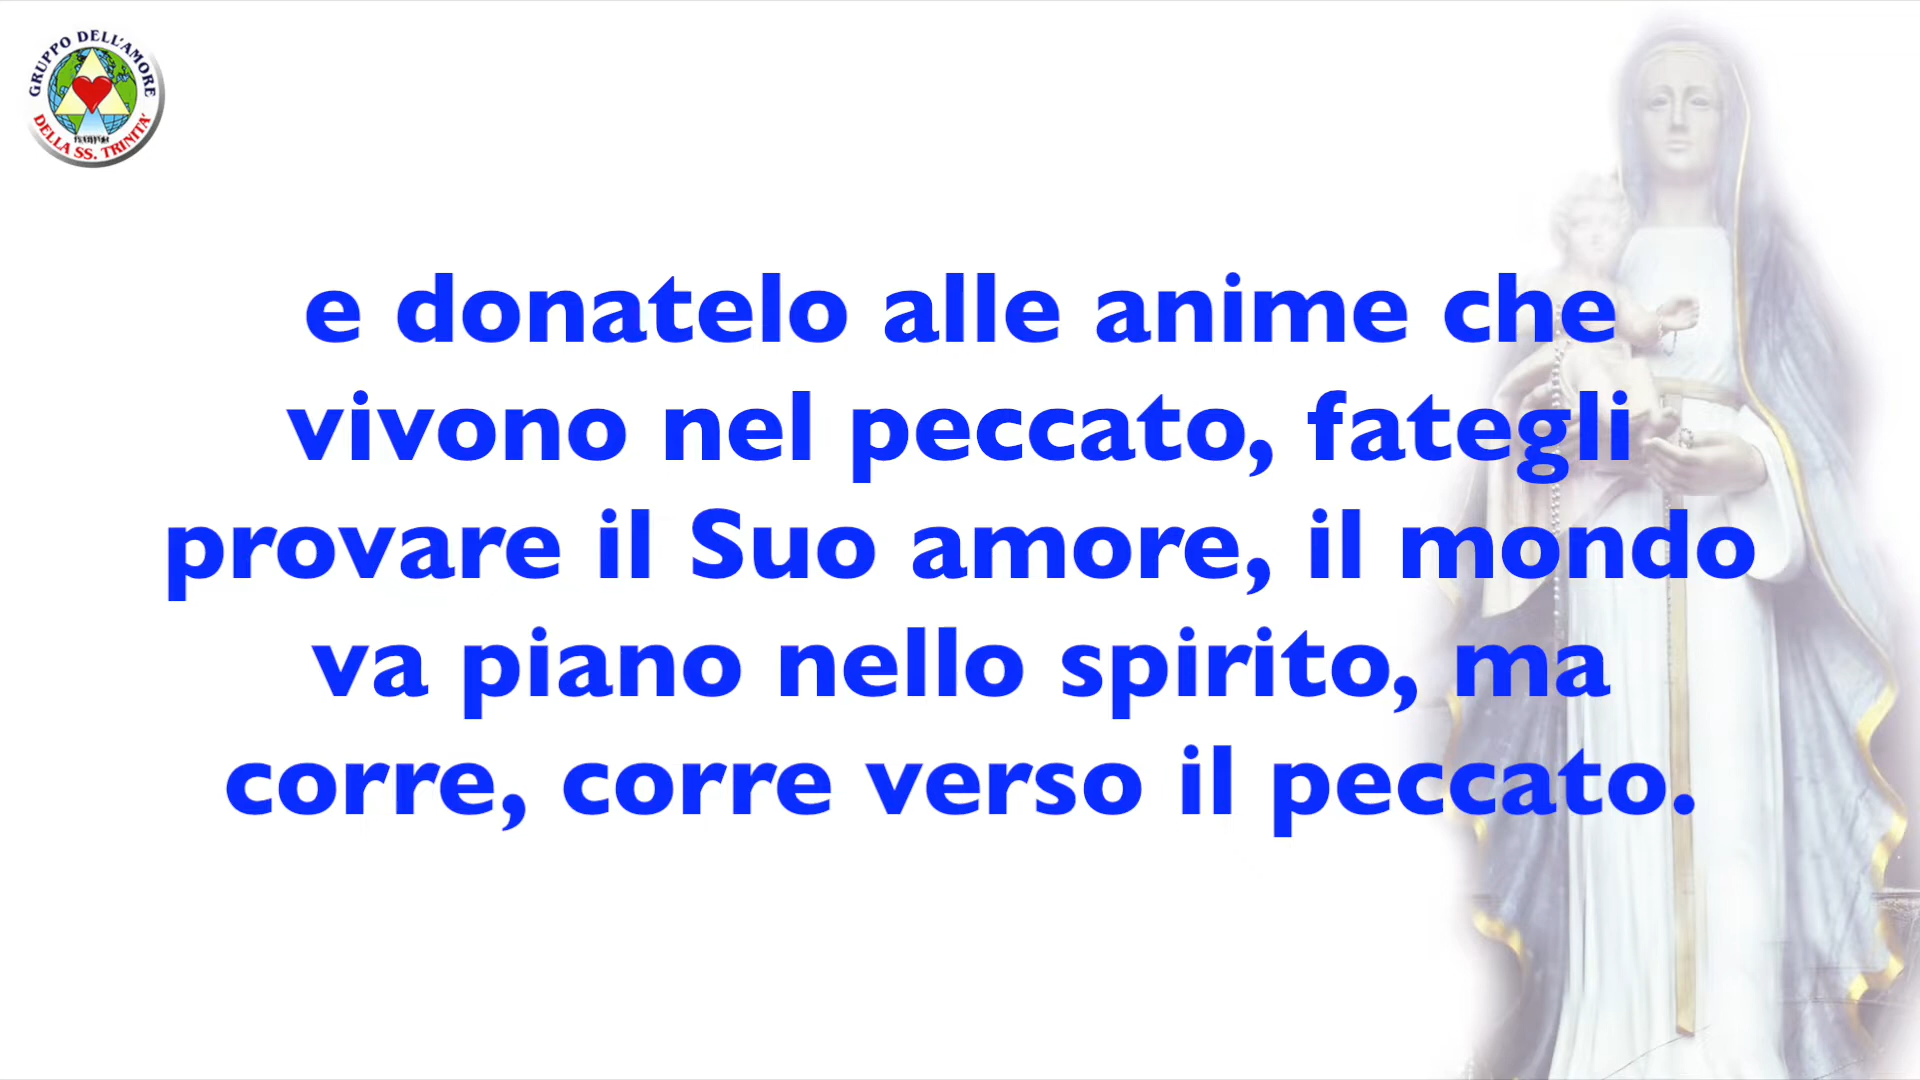 GRUPPO DELL'AMORE
DELLA SS. TRINITA'
e donatelo alle anime che
vivono nel peccato, fategli
provare il Suo amore, il mondo
va piano nello spirito, ma
corre, corre verso il peccato.